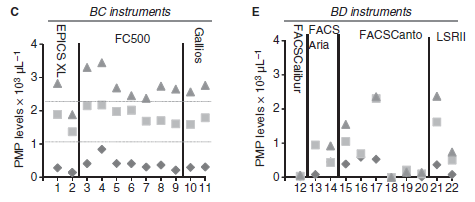 C
BC instruments
EPICS XL
FC500
Gallios
PMP levels × 10³ µL–1
4
3
2
1
0
1 2 3 4 5 6 7 8 9 10 11
E
BD instruments
FACSCalibur
FACS
Aria
FACSCanto
LSRII
PMP levels × 10³ µL–1
4
3
2
1
0
12 13 14 15 16 17 18 19 20 21 22